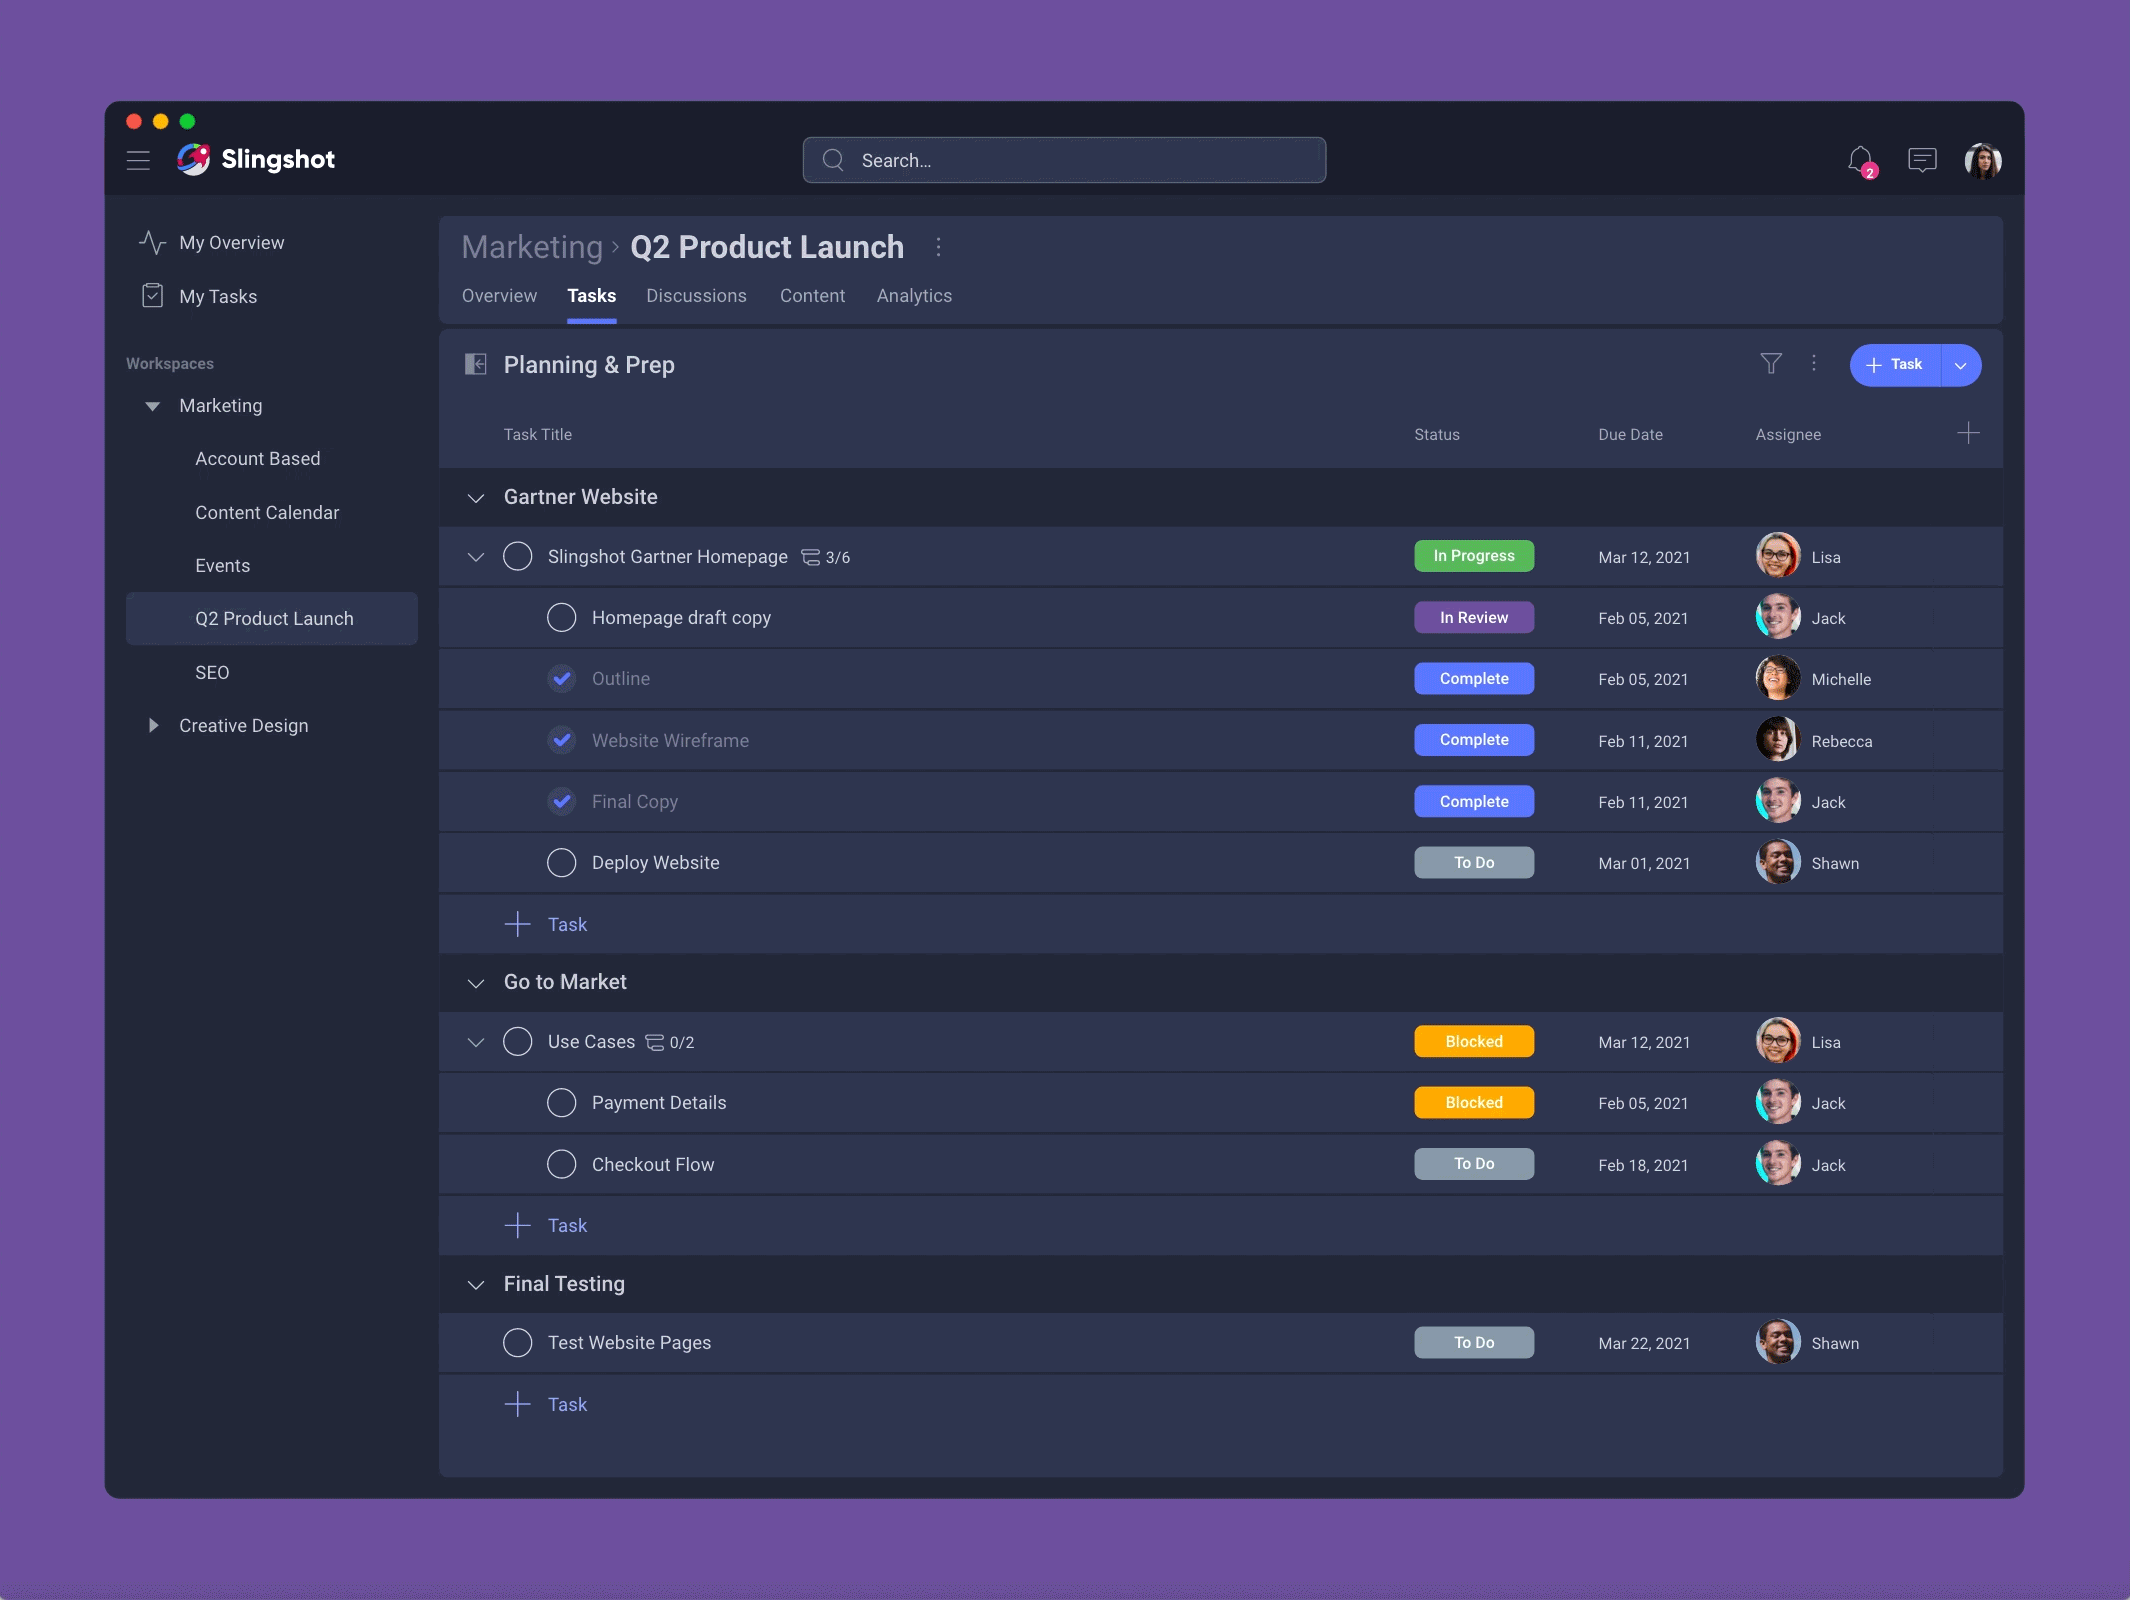 Slingshot
Search...
2
My Overview
My Tasks
Workspaces
Marketing
Account Based
Content Calendar
Events
Q2 Product Launch
SEO
Creative Design
Marketing › Q2 Product Launch
Overview Tasks Discussions Content Analytics
Planning & Prep
+ Task
Task Title Status Due Date Assignee
Gartner Website
Slingshot Gartner Homepage 3/6 In Progress Mar 12, 2021 Lisa
Homepage draft copy In Review Feb 05, 2021 Jack
Outline Complete Feb 05, 2021 Michelle
Website Wireframe Complete Feb 11, 2021 Rebecca
Final Copy Complete Feb 11, 2021 Jack
Deploy Website To Do Mar 01, 2021 Shawn
+ Task
Go to Market
Use Cases 0/2 Blocked Mar 12, 2021 Lisa
Payment Details Blocked Feb 05, 2021 Jack
Checkout Flow To Do Feb 18, 2021 Jack
+ Task
Final Testing
Test Website Pages To Do Mar 22, 2021 Shawn
+ Task